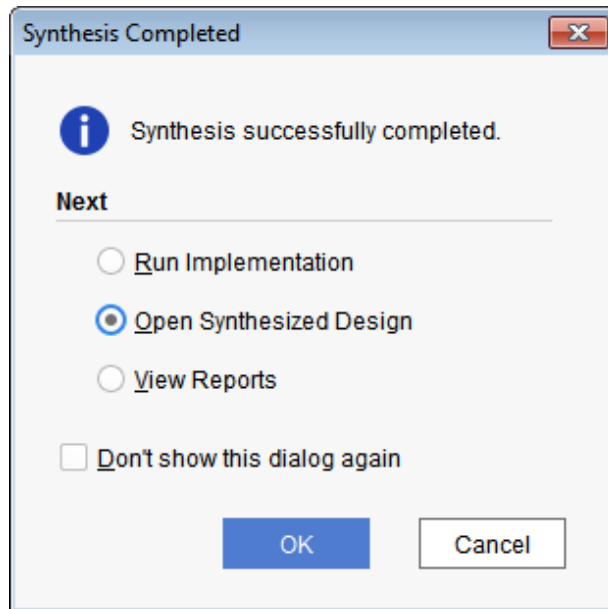 Synthesis Completed
Synthesis successfully completed.
Next
Run Implementation
Open Synthesized Design
View Reports
Don't show this dialog again
OK
Cancel